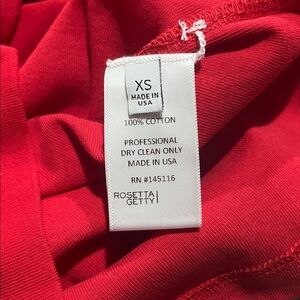 XS
MADE IN
USA
100% COTTON
PROFESSIONAL
DRY CLEAN ONLY
MADE IN USA
RN #145116
ROSETTA
GETTY